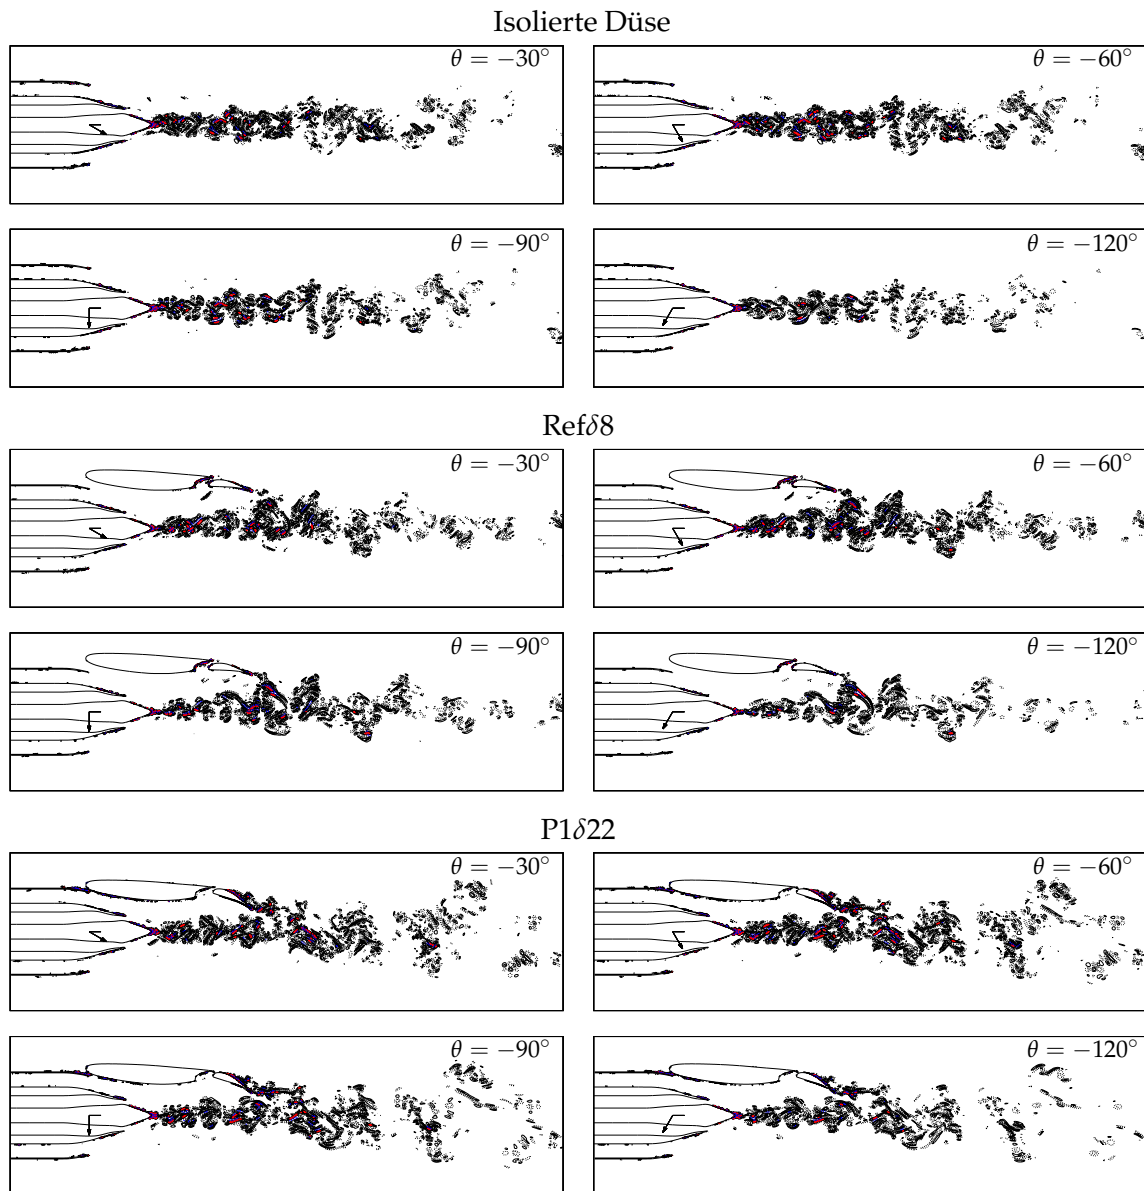 Isolierte Düse
θ = −30°
θ = −60°
θ = −90°
θ = −120°
Refδ8
θ = −30°
θ = −60°
θ = −90°
θ = −120°
P1δ22
θ = −30°
θ = −60°
θ = −90°
θ = −120°